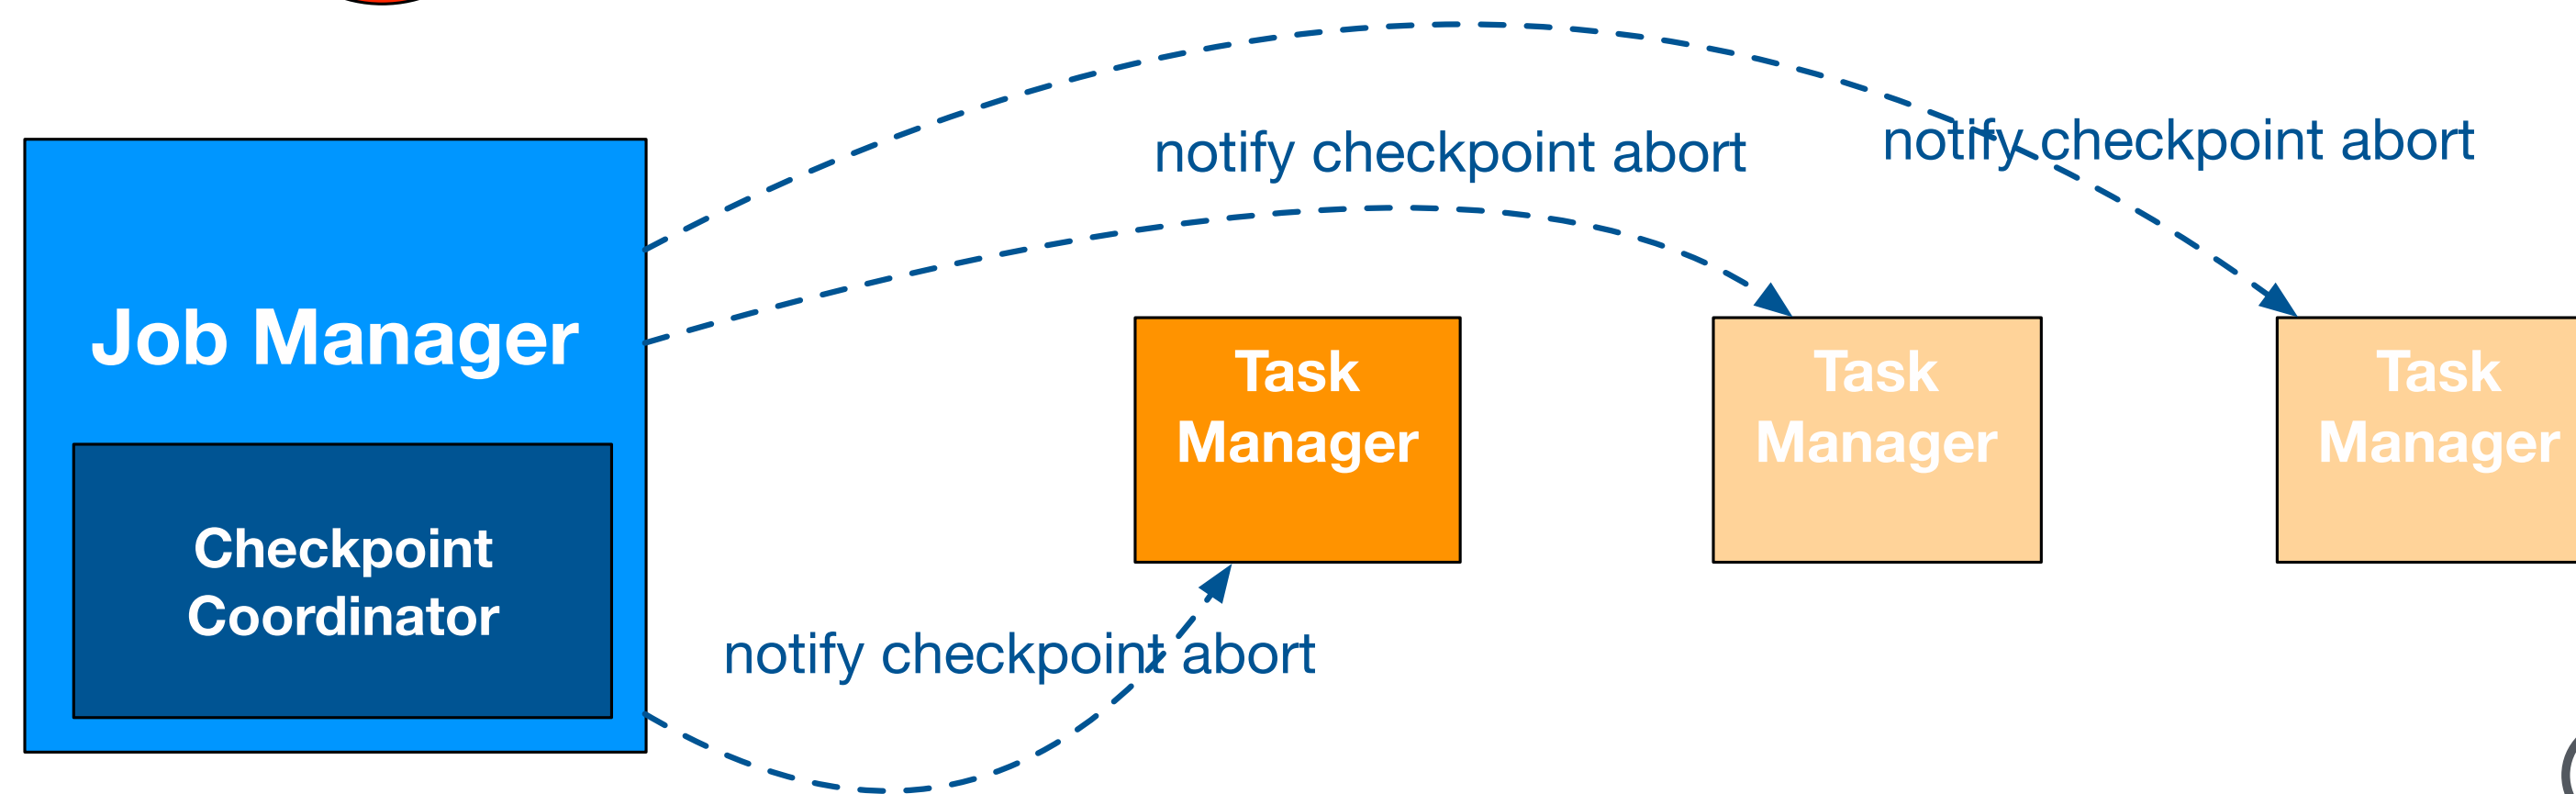 notify checkpoint abort
notify checkpoint abort
Job Manager
Task
Manager
Task
Manager
Task
Manager
Checkpoint
Coordinator
notify checkpoint abort